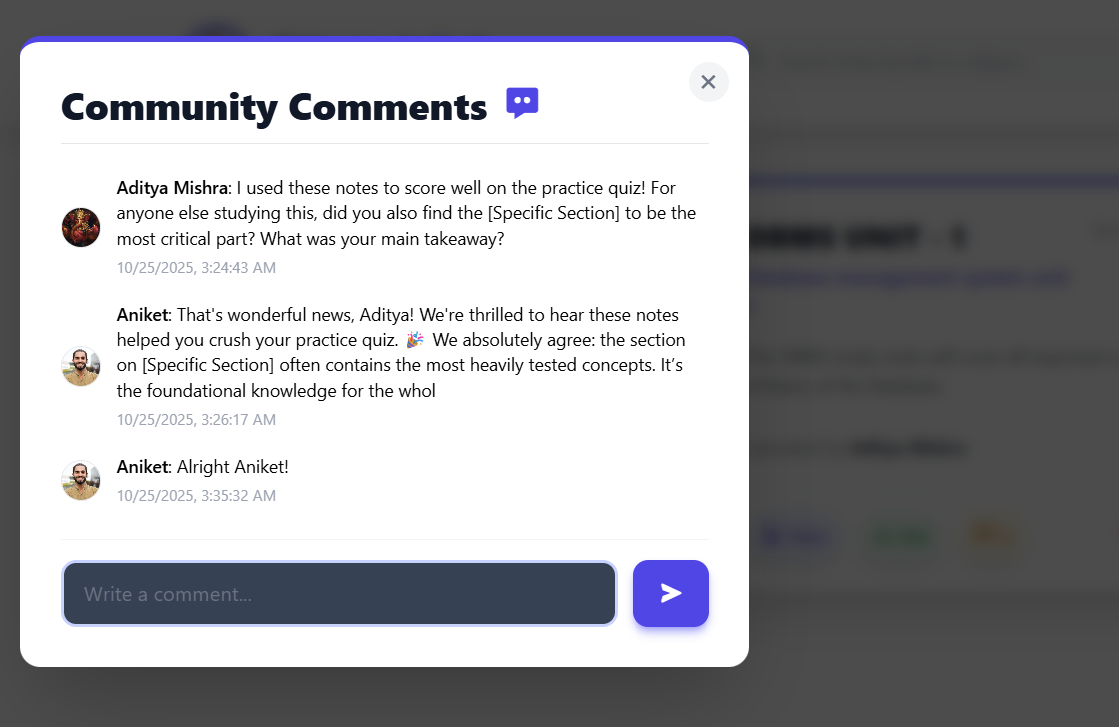 Community Comments
Aditya Mishra: I used these notes to score well on the practice quiz! For
anyone else studying this, did you also find the [Specific Section] to be the
most critical part? What was your main takeaway?
10/25/2025, 3:24:43 AM
Aniket: That's wonderful news, Aditya! We're thrilled to hear these notes
helped you crush your practice quiz. 🎉 We absolutely agree: the section
on [Specific Section] often contains the most heavily tested concepts. It’s
the foundational knowledge for the whol
10/25/2025, 3:26:17 AM
Aniket: Alright Aniket!
10/25/2025, 3:35:32 AM
Write a comment...
UNIT - 1